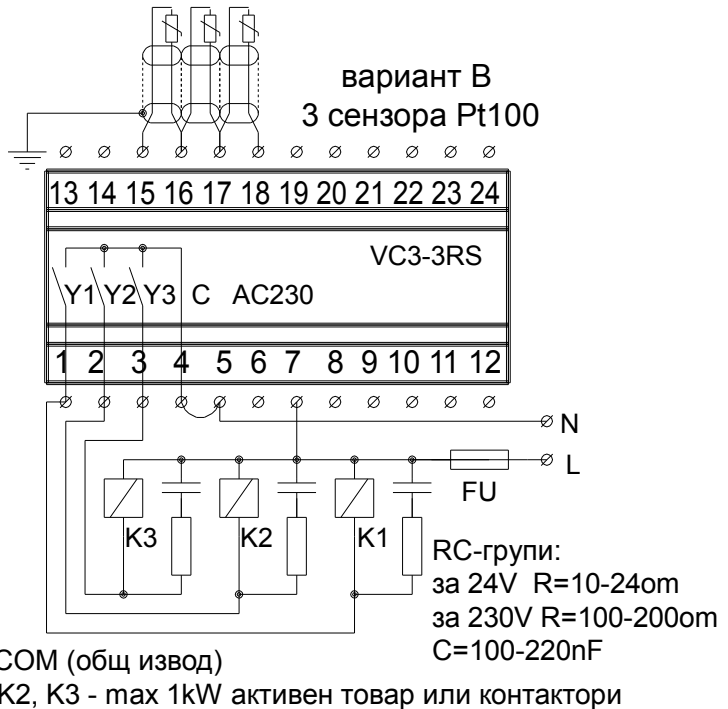 вариант B
3 сензора Pt100
13 14 15 16 17 18 19 20 21 22 23 24
VC3-3RS
Y1 Y2 Y3 C AC230
1 2 3 4 5 6 7 8 9 10 11 12
N
L
FU
K3 K2 K1
RC-групи:
за 24V R=10-24om
за 230V R=100-200om
C=100-220nF
COM (общ извод)
K2, K3 - max 1kW активен товар или контактори